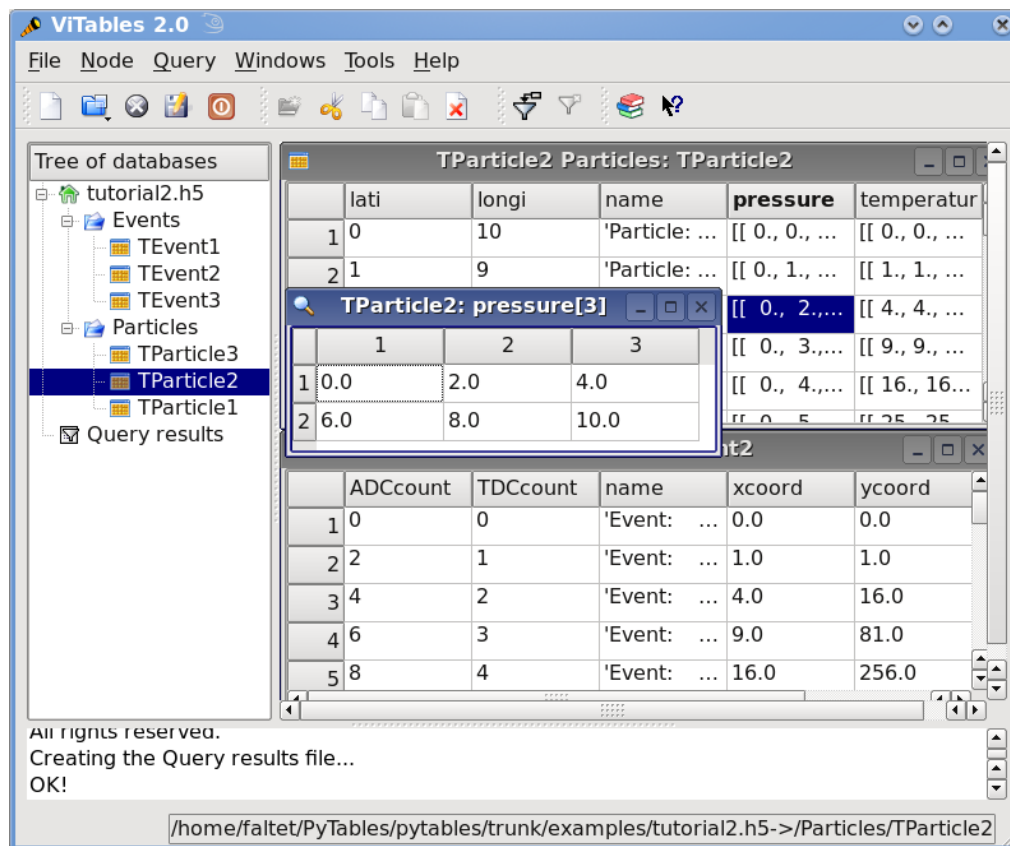 ViTables 2.0
File Node Query Windows Tools Help
Tree of databases
tutorial2.h5
Events
TEvent1
TEvent2
TEvent3
Particles
TParticle3
TParticle2
TParticle1
Query results
TParticle2 Particles: TParticle2
lati longi name pressure temperatur
1 0 10 'Particle: ... [[ 0., 0., ... [[ 0., 0., ...
2 1 9 'Particle: ... [[ 0., 1., ... [[ 1., 1., ...
[[ 0., 2.,... [[ 4., 4., ...
[[ 0., 3.,... [[ 9., 9., ...
[[ 0., 4.,... [[ 16., 16...
TParticle2: pressure[3]
1 2 3
1 0.0 2.0 4.0
2 6.0 8.0 10.0
nt2
ADCcount TDCcount name xcoord ycoord
1 0 0 'Event: ... 0.0 0.0
2 2 1 'Event: ... 1.0 1.0
3 4 2 'Event: ... 4.0 16.0
4 6 3 'Event: ... 9.0 81.0
5 8 4 'Event: ... 16.0 256.0
All rights reserved.
Creating the Query results file...
OK!
/home/faltet/PyTables/pytables/trunk/examples/tutorial2.h5->/Particles/TParticle2